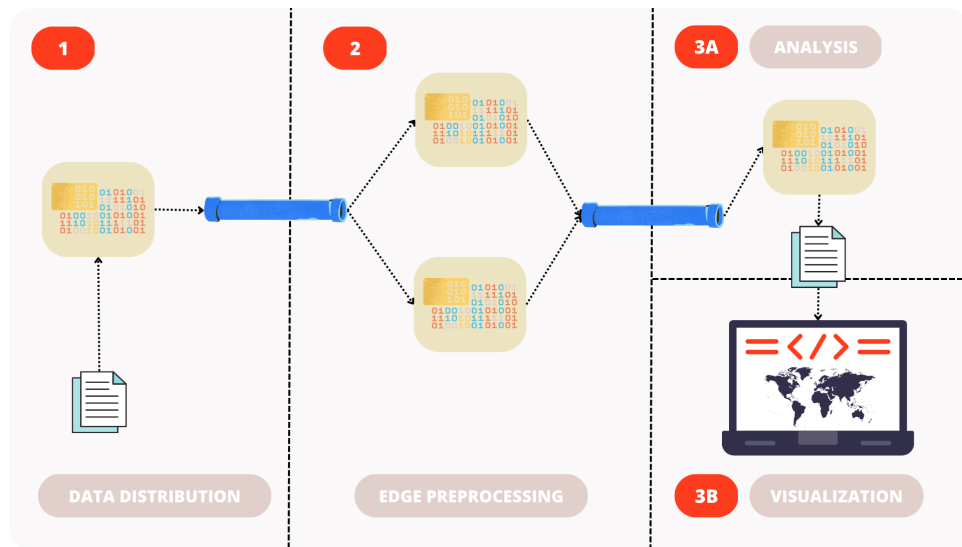 1
2
3A
ANALYSIS
=</>=
DATA DISTRIBUTION
EDGE PREPROCESSING
3B
VISUALIZATION